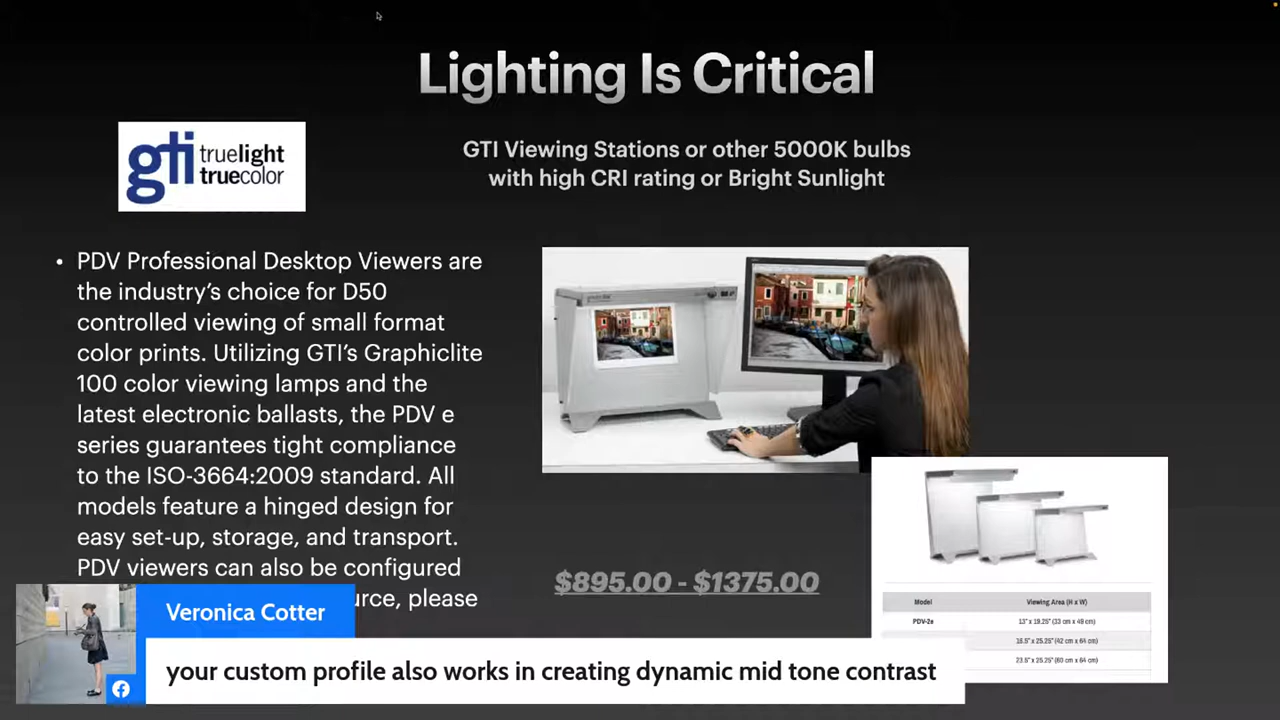 Lighting Is Critical
gti truelight
truecolor
GTI Viewing Stations or other 5000K bulbs
with high CRI rating or Bright Sunlight
• PDV Professional Desktop Viewers are
the industry's choice for D50
controlled viewing of small format
color prints. Utilizing GTI's Graphiclite
100 color viewing lamps and the
latest electronic ballasts, the PDV e
series guarantees tight compliance
to the ISO-3664:2009 standard. All
models feature a hinged design for
easy set-up, storage, and transport.
PDV viewers can also be configured
urce, please
$895.00 - $1375.00
Model Viewing Area (H x W)
PDV-2e 13" x 19.25" (33 cm x 49 cm)
16.5" x 25.25" (42 cm x 64 cm)
23.5" x 25.25" (60 cm x 64 cm)
Veronica Cotter
your custom profile also works in creating dynamic mid tone contrast